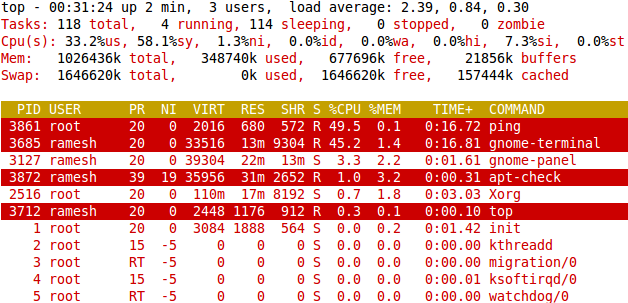 top - 00:31:24 up 2 min,  3 users,  load average: 2.39, 0.84, 0.30
Tasks: 118 total,   4 running, 114 sleeping,   0 stopped,   0 zombie
Cpu(s): 33.2%us, 58.1%sy,  1.3%ni,  0.0%id,  0.0%wa,  0.0%hi,  7.3%si,  0.0%st
Mem:   1026436k total,   348740k used,   677696k free,    21856k buffers
Swap:  1646620k total,        0k used,  1646620k free,   157444k cached
  PID USER      PR  NI  VIRT  RES  SHR S %CPU %MEM    TIME+  COMMAND
 3861 root      20   0  2016  680  572 R 49.5  0.1   0:16.72 ping
 3685 ramesh    20   0 33516  13m 9304 R 45.2  1.4   0:16.81 gnome-terminal
 3127 ramesh    20   0 39304  22m  13m S  3.3  2.2   0:01.61 gnome-panel
 3872 ramesh    39  19 35956  31m 2652 R  1.0  3.2   0:00.31 apt-check
 2516 root      20   0  110m  17m 8192 S  0.7  1.8   0:03.03 Xorg
 3712 ramesh    20   0  2448 1176  912 R  0.3  0.1   0:00.10 top
    1 root      20   0  3084 1888  564 S  0.0  0.2   0:01.42 init
    2 root      15  -5     0    0    0 S  0.0  0.0   0:00.00 kthreadd
    3 root      RT  -5     0    0    0 S  0.0  0.0   0:00.00 migration/0
    4 root      15  -5     0    0    0 S  0.0  0.0   0:00.01 ksoftirqd/0
    5 root      RT  -5     0    0    0 S  0.0  0.0   0:00.00 watchdog/0